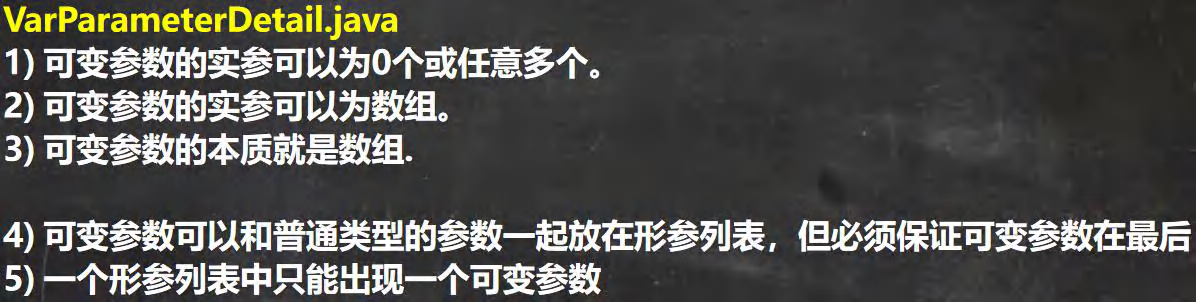 VarParameterDetail.java
1) 可变参数的实参可以为0个或任意多个。
2) 可变参数的实参可以为数组。
3) 可变参数的本质就是数组.
4) 可变参数可以和普通类型的参数一起放在形参列表，但必须保证可变参数在最后
5) 一个形参列表中只能出现一个可变参数